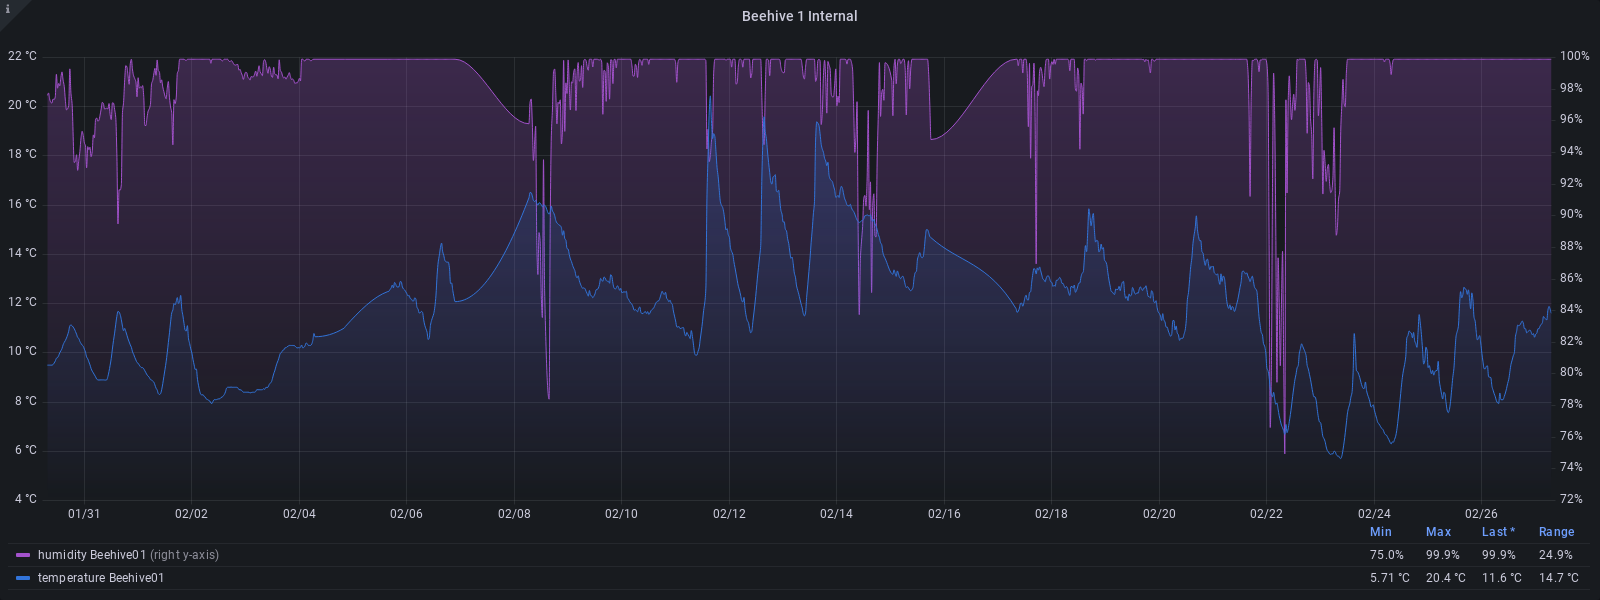 i
Beehive 1 Internal
22 °C
20 °C
18 °C
16 °C
14 °C
12 °C
10 °C
8 °C
6 °C
4 °C
100%
98%
96%
94%
92%
90%
88%
86%
84%
82%
80%
78%
76%
74%
72%
01/31 02/02 02/04 02/06 02/08 02/10 02/12 02/14 02/16 02/18 02/20 02/22 02/24 02/26
Min Max Last * Range
humidity Beehive01 (right y-axis) 75.0% 99.9% 99.9% 24.9%
temperature Beehive01 5.71 °C 20.4 °C 11.6 °C 14.7 °C